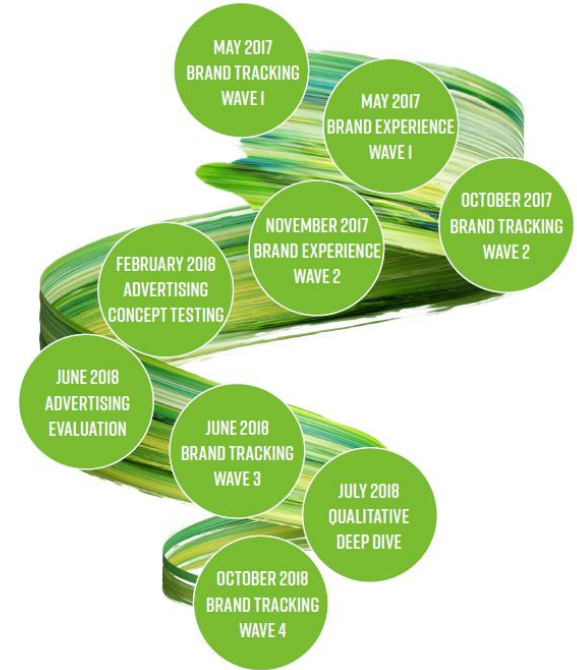 MAY 2017
BRAND TRACKING
WAVE 1
MAY 2017
BRAND EXPERIENCE
WAVE 1
OCTOBER 2017
BRAND TRACKING
WAVE 2
NOVEMBER 2017
BRAND EXPERIENCE
WAVE 2
FEBRUARY 2018
ADVERTISING
CONCEPT TESTING
JUNE 2018
ADVERTISING
EVALUATION
JUNE 2018
BRAND TRACKING
WAVE 3
JULY 2018
QUALITATIVE
DEEP DIVE
OCTOBER 2018
BRAND TRACKING
WAVE 4